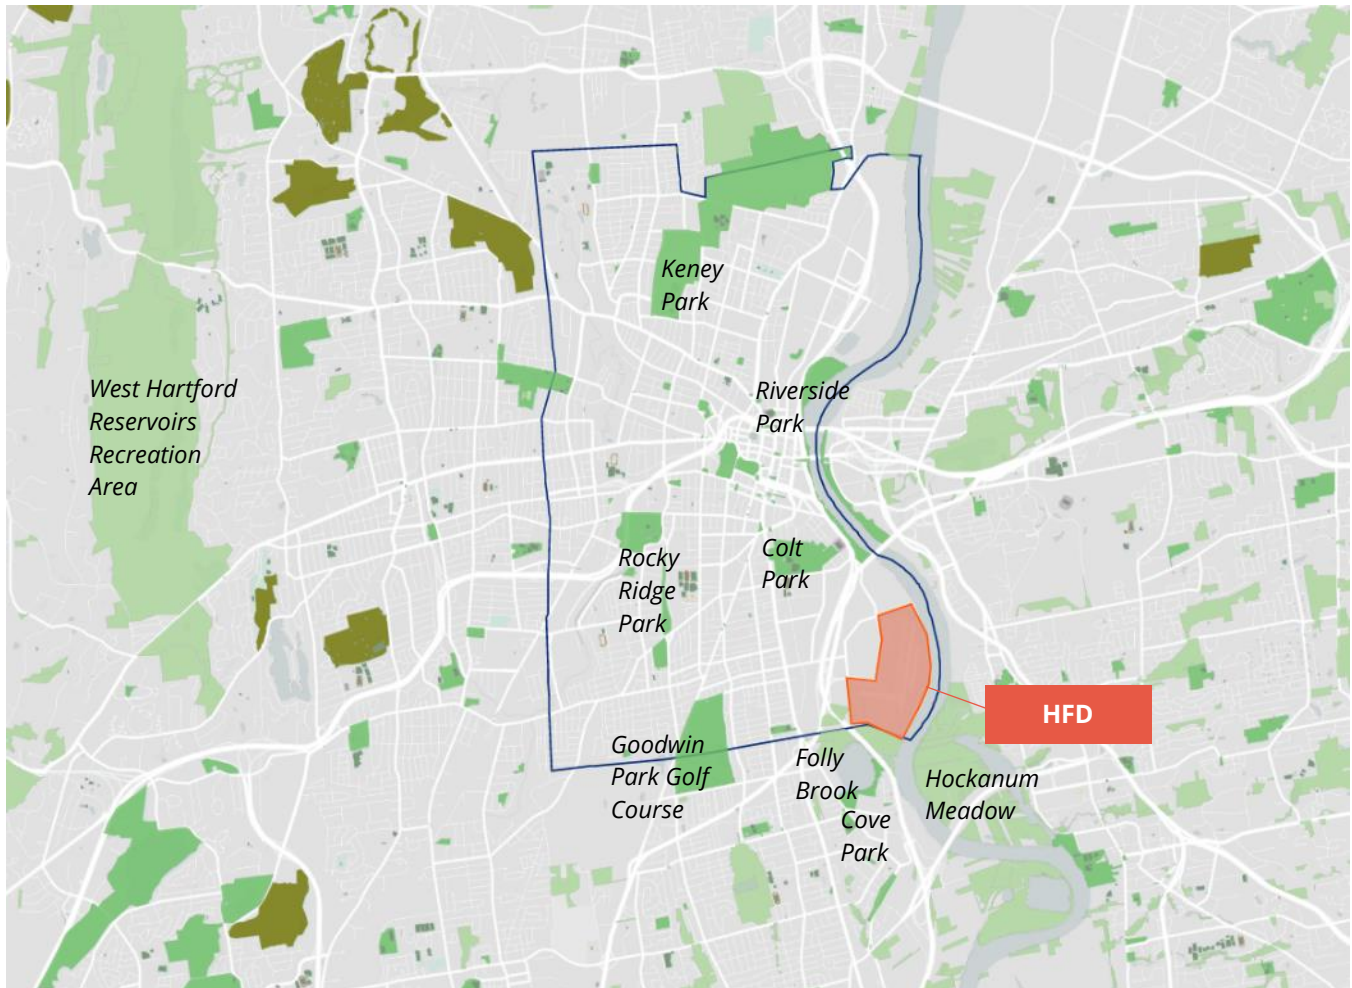 Keney
Park
West Hartford
Reservoirs
Recreation
Area
Riverside
Park
Rocky
Ridge
Park
Colt
Park
HFD
Goodwin
Park Golf
Course
Folly
Brook
Hockanum
Meadow
Cove
Park